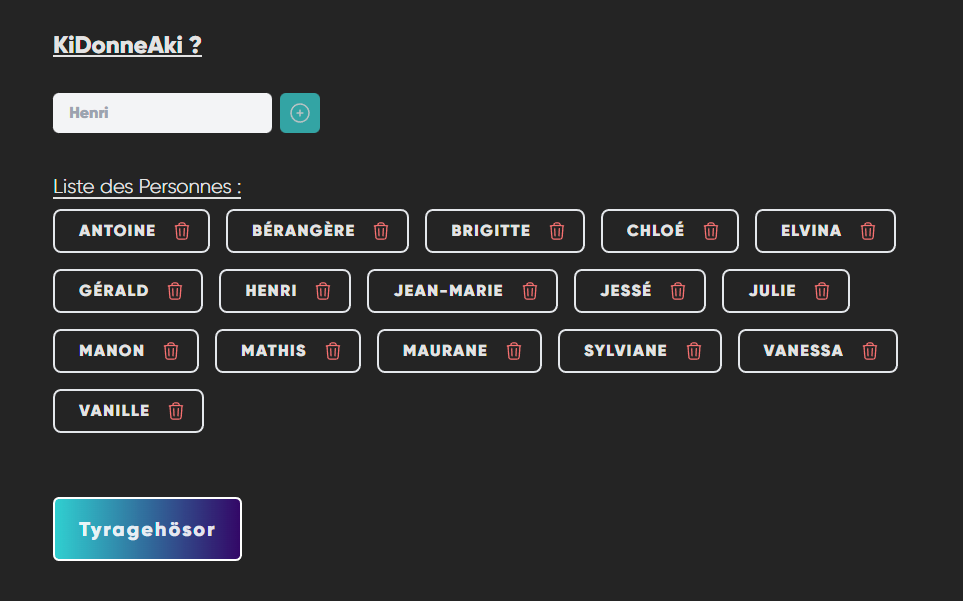 KiDonneAki ?
Henri
Liste des Personnes :
ANTOINE BÉRANGÈRE BRIGITTE CHLOÉ ELVINA
GÉRALD HENRI JEAN-MARIE JESSÉ JULIE
MANON MATHIS MAURANE SYLVIANE VANESSA
VANILLE
Tyragehösor